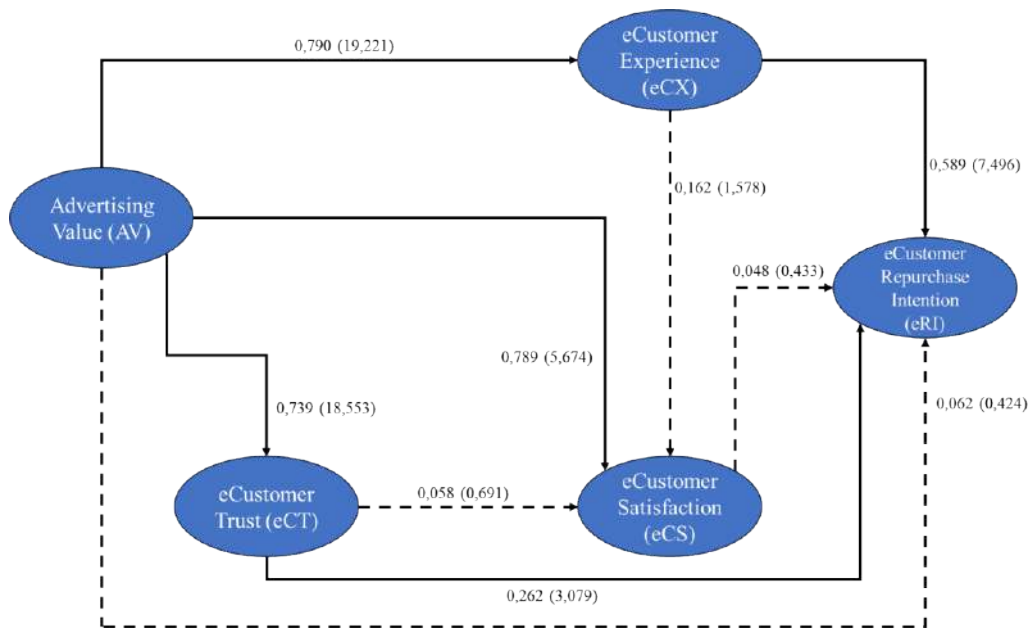 0,790 (19,221)
eCustomer
Experience
(eCX)
0,589 (7,496)
0,162 (1,578)
Advertising
Value (AV)
eCustomer
Repurchase
Intention
(eRI)
0,048 (0,433)
0,789 (5,674)
0,739 (18,553)
0,062 (0,424)
eCustomer
Trust (eCT)
0,058 (0,691)
eCustomer
Satisfaction
(eCS)
0,262 (3,079)